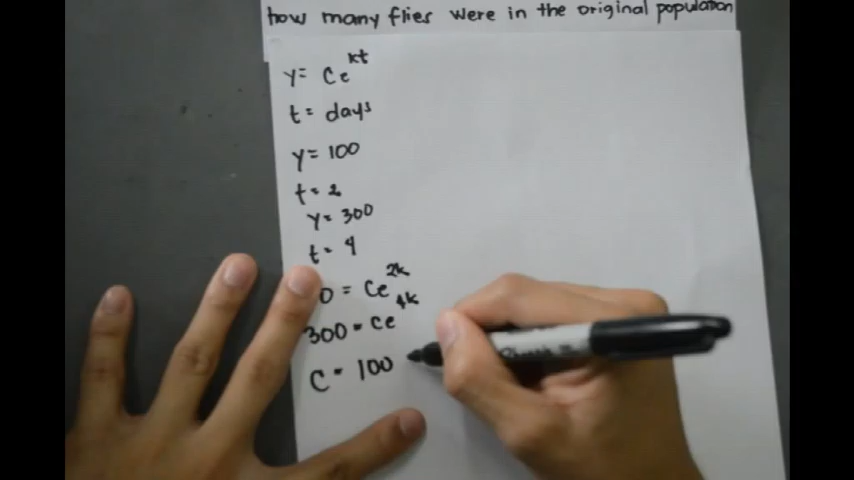 how many flies were in the original population
y = Ce^kt
t = days
y = 100
t = 2
y = 300
t = 4
0 = Ce^2k
300 = Ce^4k
C = 100